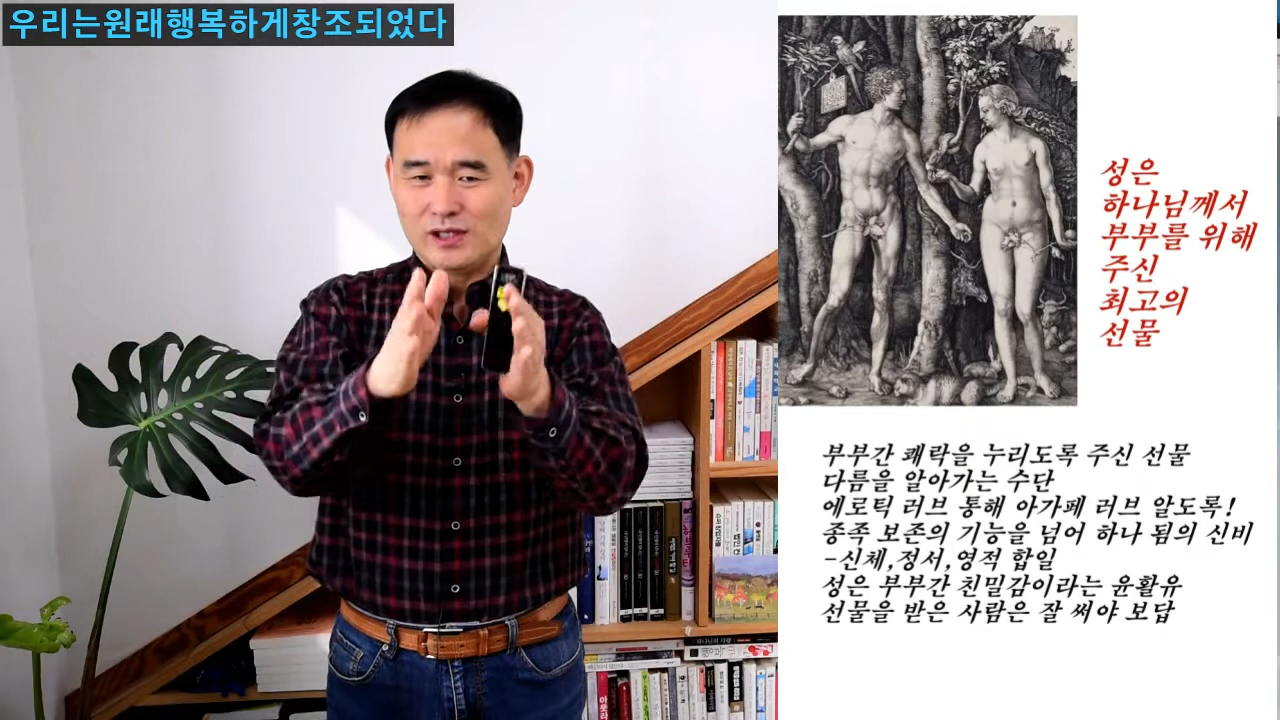 우리는원래행복하게창조되었다
성은
하나님께서
부부를 위해
주신
최고의
선물
부부간 쾌락을 누리도록 주신 선물
다름을 알아가는 수단
에로틱 러브 통해 아가페 러브 알도록!
종족 보존의 기능을 넘어 하나 됨의 신비
-신체,정서,영적 합일
성은 부부간 친밀감이라는 윤활유
선물을 받은 사람은 잘 써야 보답